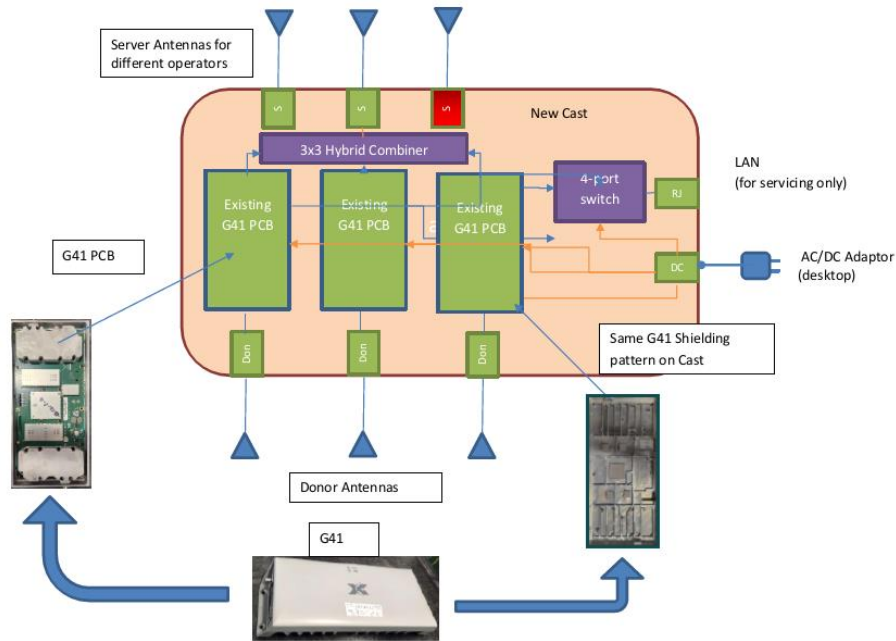 Server Antennas for
different operators
S
S
S
New Cast
3x3 Hybrid Combiner
Existing
G41 PCB
Existing
G41 PCB
Existing
G41 PCB
4-port
switch
RJ
LAN
(for servicing only)
G41 PCB
DC
AC/DC Adaptor
(desktop)
Don
Don
Don
Same G41 Shielding
pattern on Cast
Donor Antennas
G41